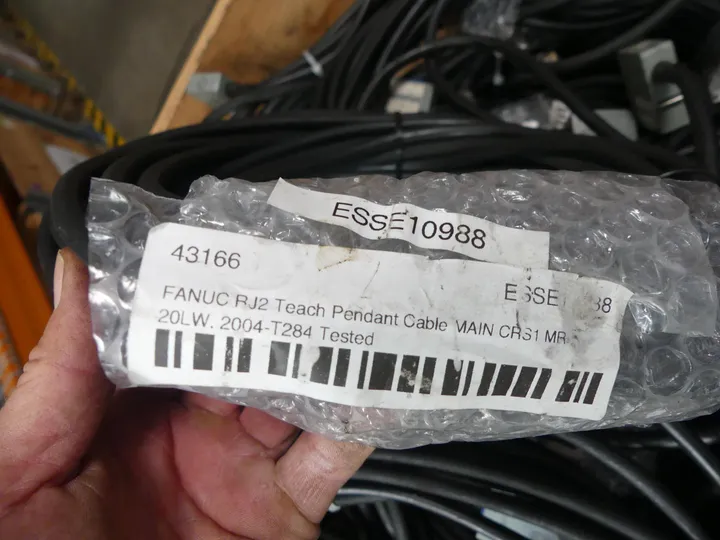 ESSE10988
43166
FANUC RJ2 Teach Pendant Cable MAIN CRS1 MR
20LW. 2004-T284 Tested